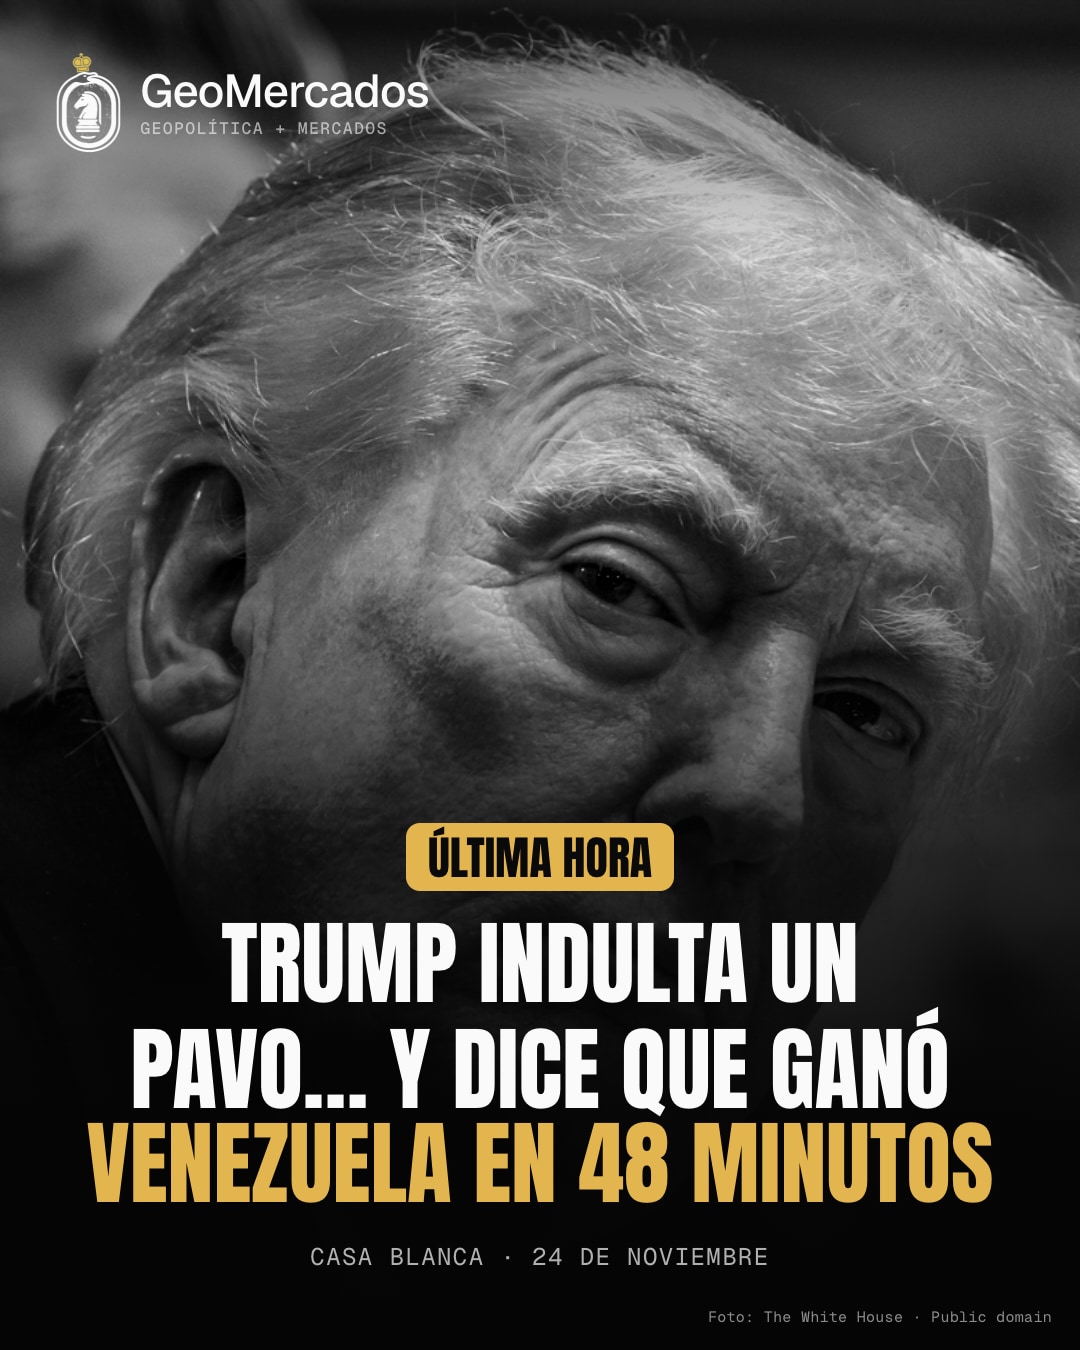 GeoMercados
GEOPOLÍTICA + MERCADOS
ÚLTIMA HORA
TRUMP INDULTA UN
PAVO... Y DICE QUE GANÓ
VENEZUELA EN 48 MINUTOS
CASA BLANCA · 24 DE NOVIEMBRE
Foto: The White House · Public domain